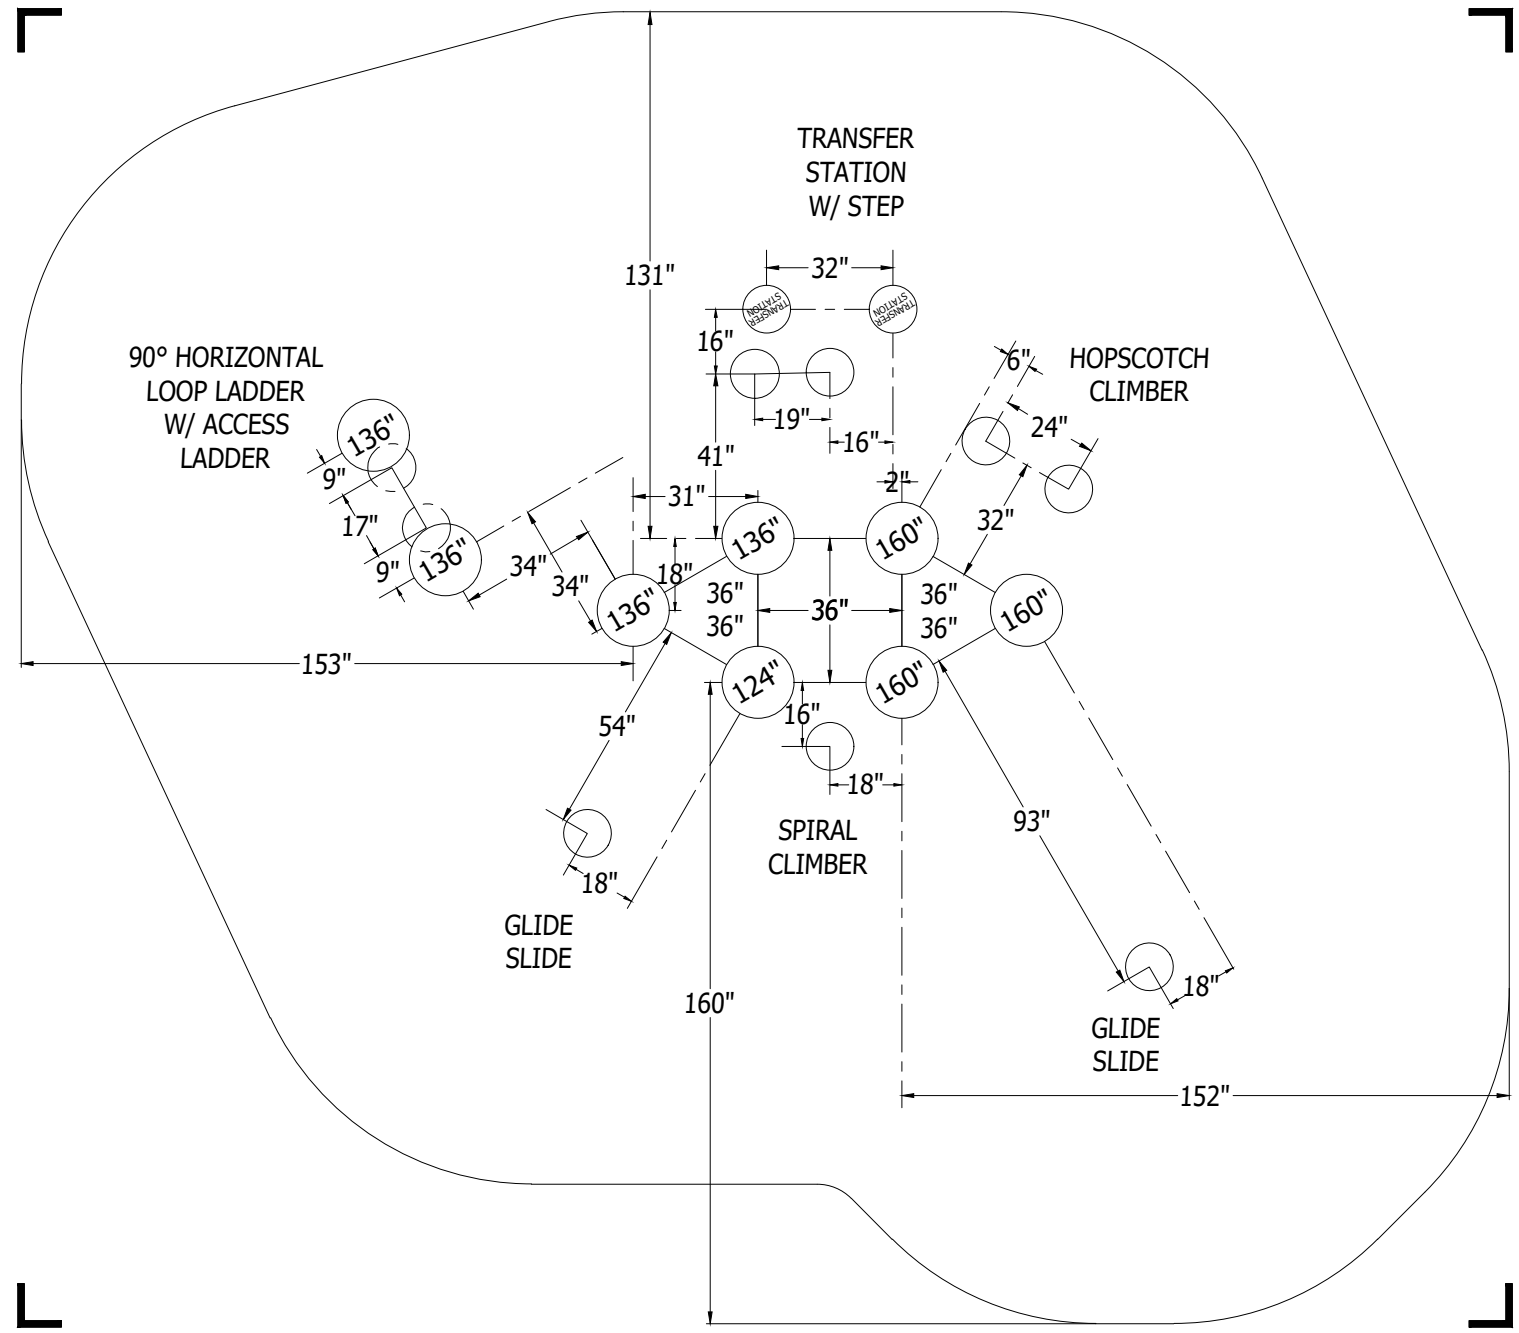 TRANSFER
STATION
W/ STEP
131"
32"
TRANSFER
STATION
TRANSFER
STATION
16"
90° HORIZONTAL
LOOP LADDER
W/ ACCESS
LADDER
6"
HOPSCOTCH
CLIMBER
19"
24"
136"
16"
41"
9"
2"
31"
17"
32"
136"
160"
136"
9"
34"
34"
18"
36"
36"
36"
36"
36"
136"
160"
153"
124"
160"
16"
54"
18"
93"
SPIRAL
CLIMBER
18"
GLIDE
SLIDE
160"
18"
GLIDE
SLIDE
152"